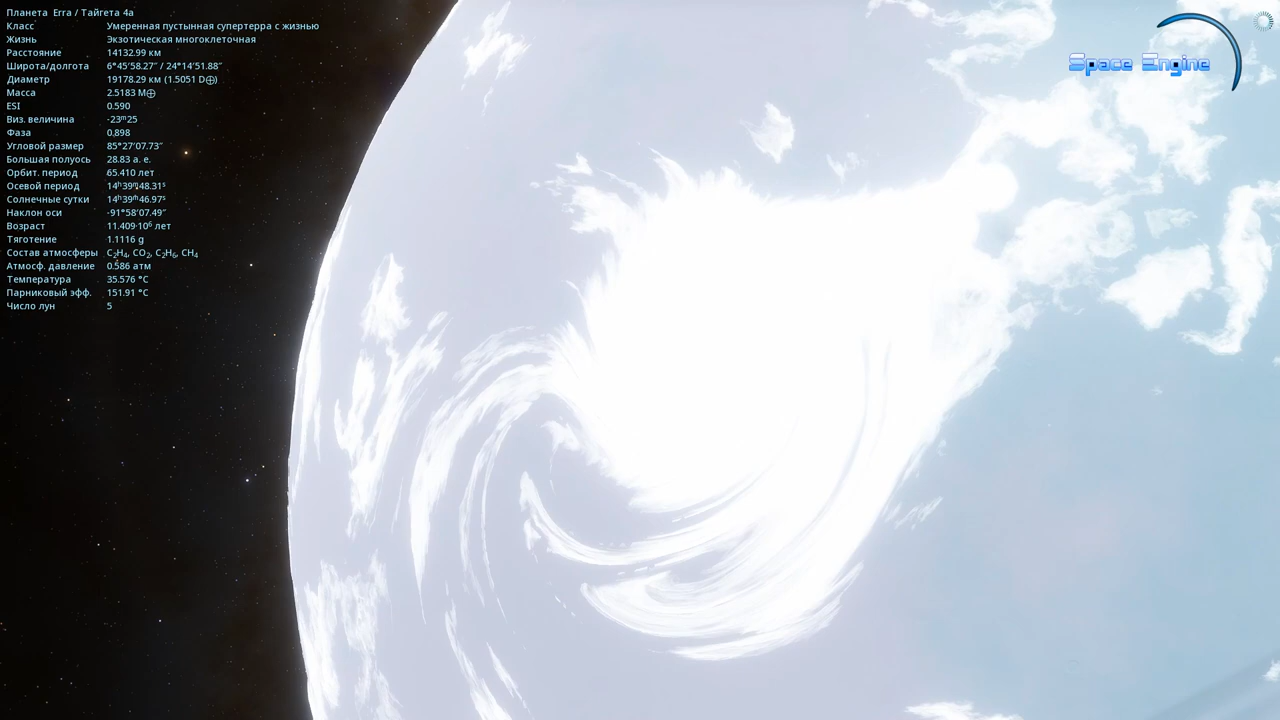 Планета Erra / Тайгета 4a
Класс Умеренная пустынная супертерра с жизнью
Жизнь Экзотическая многоклеточная
Расстояние 14132.99 км
Широта/долгота 6°45′58.27″ / 24°14′51.88″
Диаметр 19178.29 км (1.5051 D⊕)
Масса 2.5183 M⊕
ESI 0.590
Виз. величина -23ᵐ25
Фаза 0.898
Угловой размер 85°27′07.73″
Большая полуось 28.83 а. е.
Орбит. период 65.410 лет
Осевой период 14ʰ39ᵐ48.31ˢ
Солнечные сутки 14ʰ39ᵐ46.97ˢ
Наклон оси -91°58′07.49″
Возраст 11.409·10⁶ лет
Тяготение 1.1116 g
Состав атмосферы C₂H₄, CO₂, C₂H₆, CH₄
Атмосф. давление 0.586 атм
Температура 35.576 °C
Парниковый эфф. 151.91 °C
Число лун 5
Space Engine